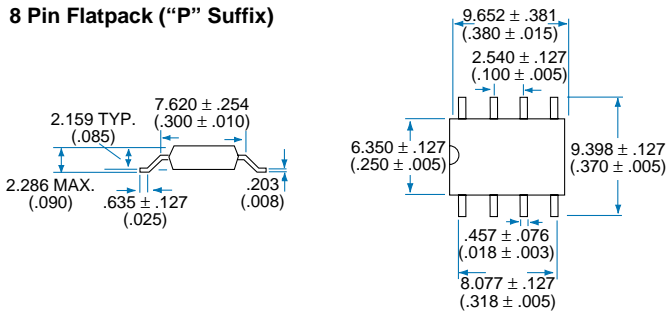 8 Pin Flatpack (“P” Suffix)
9.652 ± .381
(.380 ± .015)
2.540 ± .127
(.100 ± .005)
7.620 ± .254
(.300 ± .010)
2.159 TYP.
(.085)
6.350 ± .127
(.250 ± .005)
9.398 ± .127
(.370 ± .005)
2.286 MAX.
(.090)
.635 ± .127
(.025)
.203
(.008)
.457 ± .076
(.018 ± .003)
8.077 ± .127
(.318 ± .005)